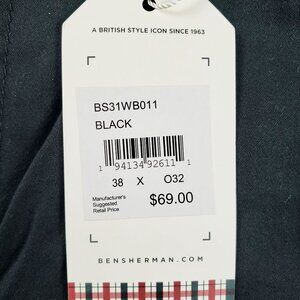 A BRITISH STYLE ICON SINCE 1963
BS31WB011
BLACK
1 94134 92611 1
38 X O32
Manufacturer's
Suggested
Retail Price
$69.00
BENSHERMAN.COM